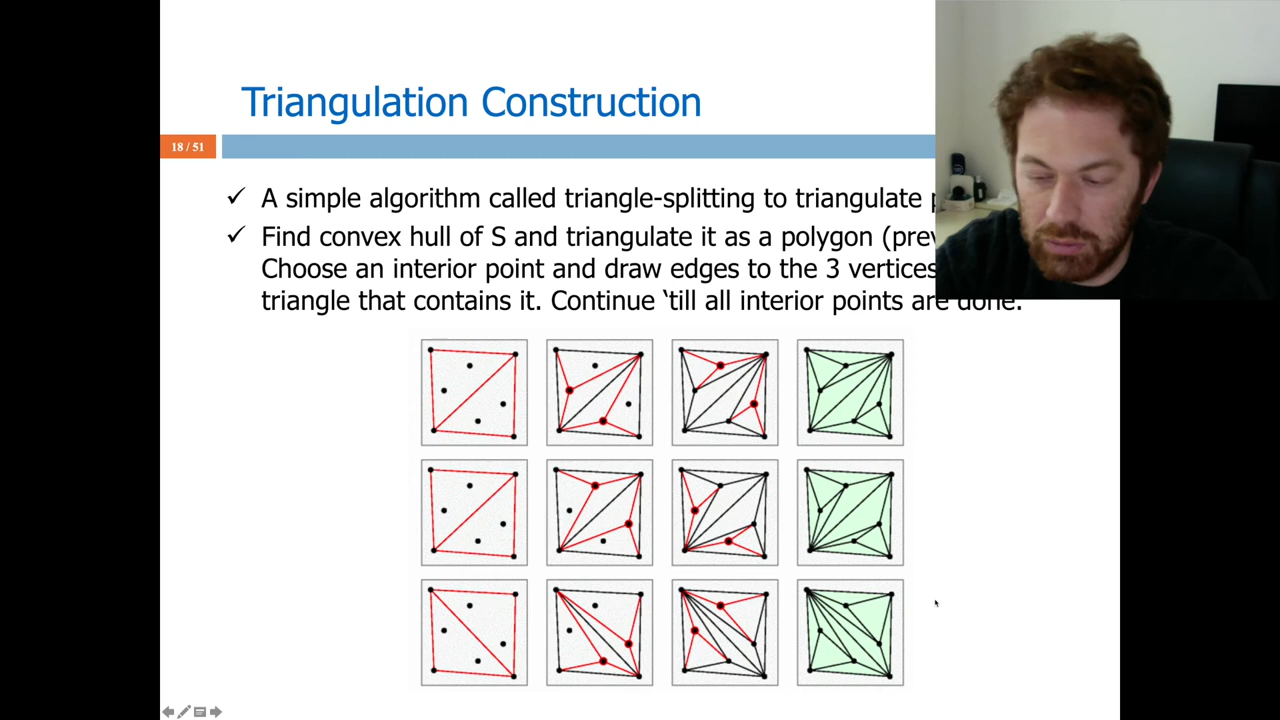 Triangulation Construction
18 / 51
✓ A simple algorithm called triangle-splitting to triangulate
✓ Find convex hull of S and triangulate it as a polygon
Choose an interior point and draw edges to the 3 vertices
triangle that contains it. Continue ‘till all interior points are done.